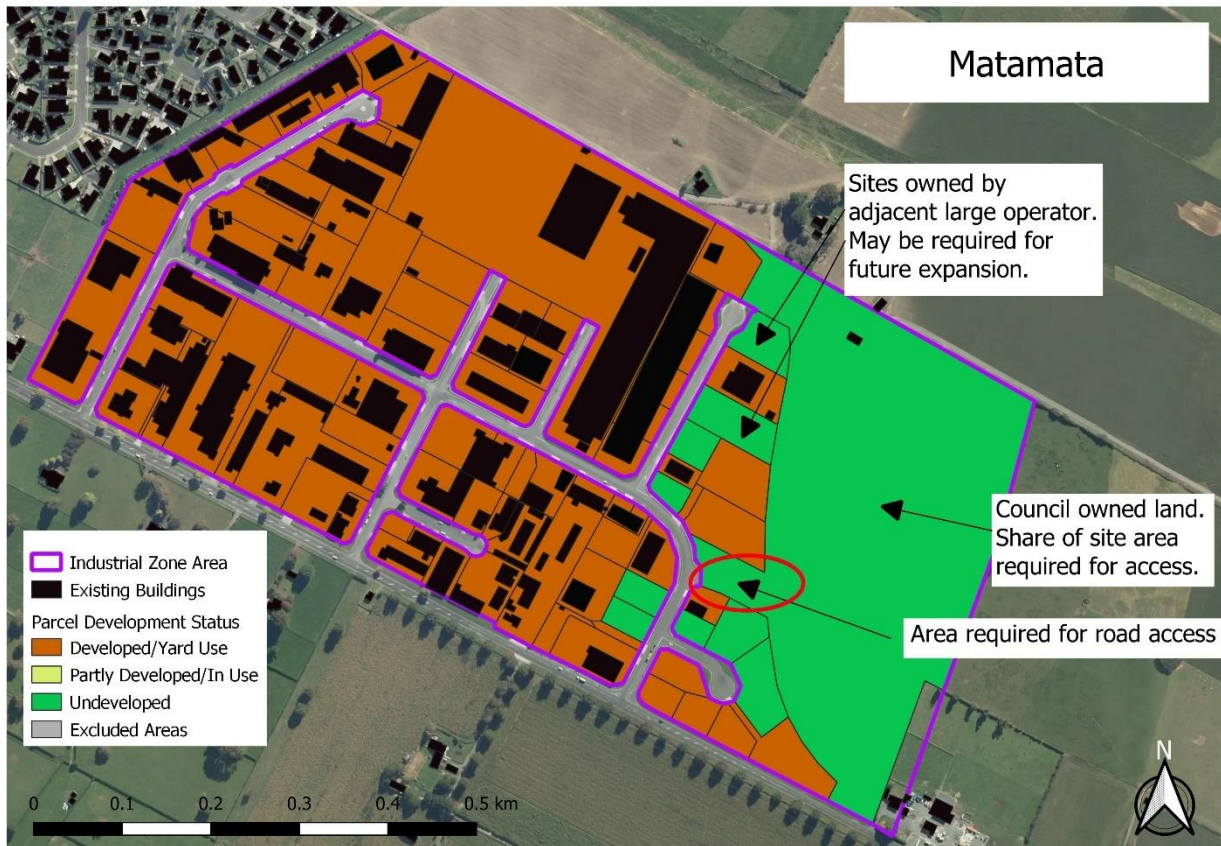 Matamata
Sites owned by
adjacent large operator.
May be required for
future expansion.
Council owned land.
Share of site area
required for access.
Area required for road access
Industrial Zone Area
Existing Buildings
Parcel Development Status
Developed/Yard Use
Partly Developed/In Use
Undeveloped
Excluded Areas
0 0.1 0.2 0.3 0.4 0.5 km
N